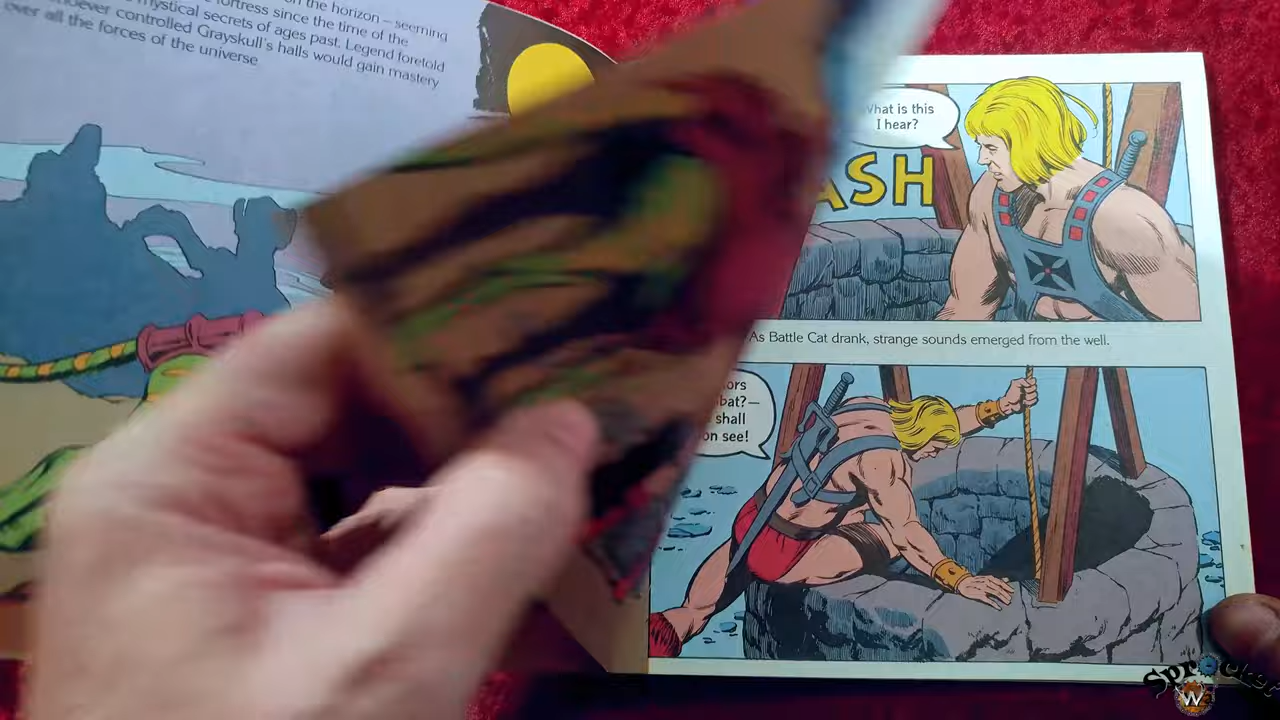 the horizon – seeming
fortress since the time of the
mystical secrets of ages past. Legend foretold
controlled Grayskull's halls would gain mastery
over all the forces of the universe
What is this
I hear?
ASH
As Battle Cat drank, strange sounds emerged from the well.
shall
see!
Sprocket
W